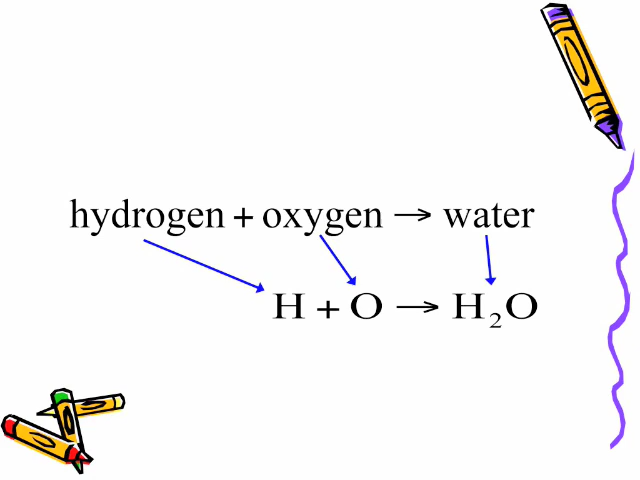 hydrogen + oxygen → water
H + O → H₂O